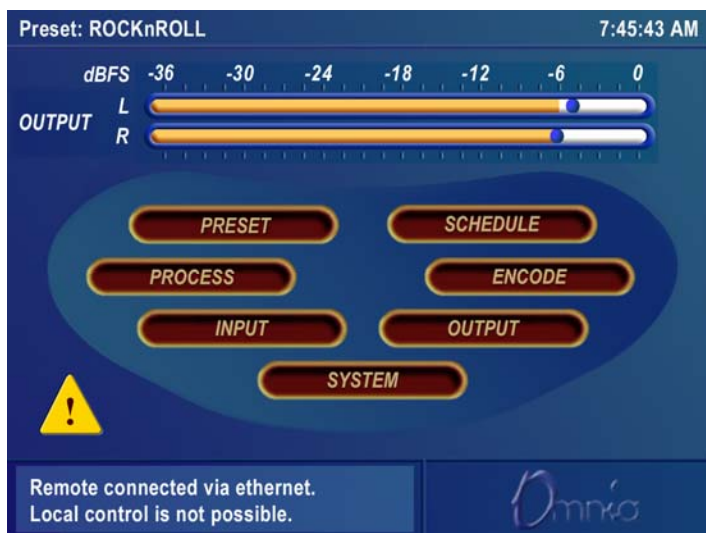 Preset: ROCKnROLL 7:45:43 AM
dBFS -36 -30 -24 -18 -12 -6 0
OUTPUT L
R
PRESET SCHEDULE
PROCESS ENCODE
INPUT OUTPUT
SYSTEM
!
Remote connected via ethernet.
Local control is not possible.
Omnia